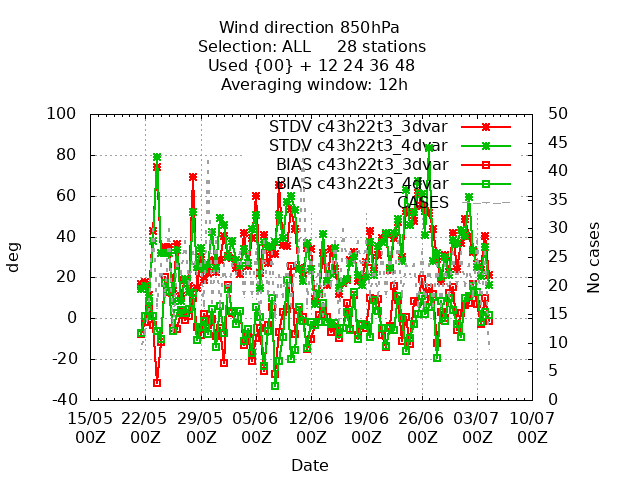 Wind direction 850hPa
Selection: ALL 28 stations
Used {00} + 12 24 36 48
Averaging window: 12h
100 50
STDV c43h22t3_3dvar
45
80 STDV c43h22t3_4dvar 40
BIAS c43h22t3_3dvar
60 BIAS c43h22t3_4dvar 35
CASES
30
40
25
20
20
0 15
10
-20
5
-40 0
deg
No cases
15/05 22/05 29/05 05/06 12/06 19/06 26/06 03/07 10/07
00Z 00Z 00Z 00Z 00Z 00Z 00Z 00Z 00Z
Date